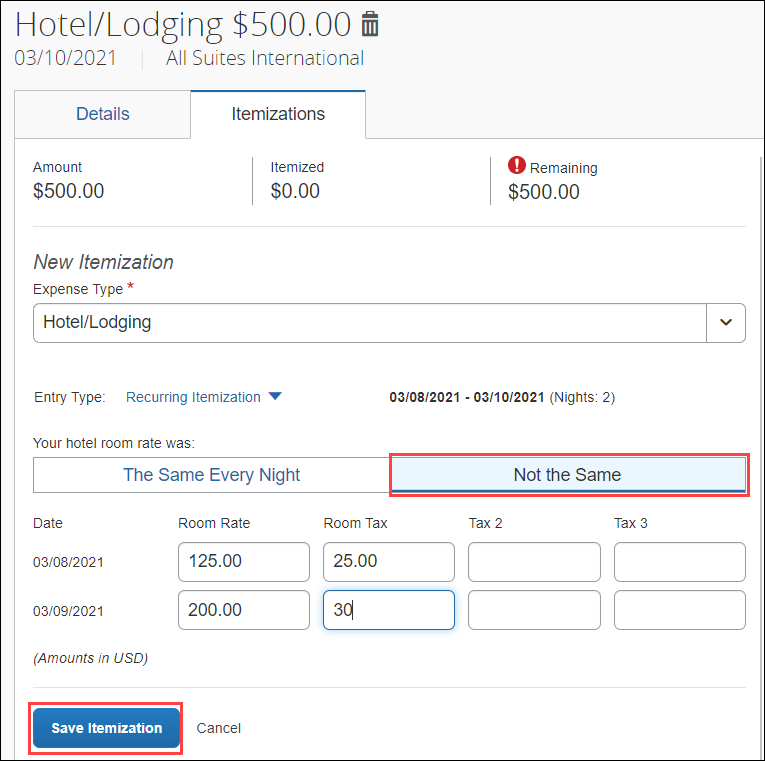 Hotel/Lodging $500.00
03/10/2021 All Suites International
Details Itemizations
Amount Itemized Remaining
$500.00 $0.00 $500.00
New Itemization
Expense Type *
Hotel/Lodging
Entry Type: Recurring Itemization 03/08/2021 - 03/10/2021 (Nights: 2)
Your hotel room rate was:
The Same Every Night Not the Same
Date Room Rate Room Tax Tax 2 Tax 3
03/08/2021 125.00 25.00
03/09/2021 200.00 30
(Amounts in USD)
Save Itemization Cancel